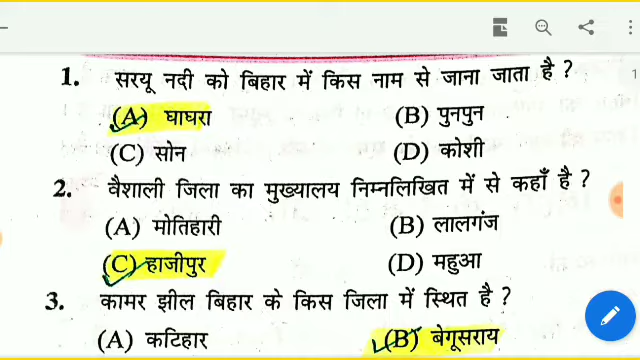 1. सरयू नदी को बिहार में किस नाम से जाना जाता है ?
(A) घाघरा (B) पुनपुन
(C) सोन (D) कोशी
2. वैशाली जिला का मुख्यालय निम्नलिखित में से कहाँ है ?
(A) मोतिहारी (B) लालगंज
(C) हाजीपुर (D) महुआ
3. कामर झील बिहार के किस जिला में स्थित है ?
(A) कटिहार (B) बेगूसराय